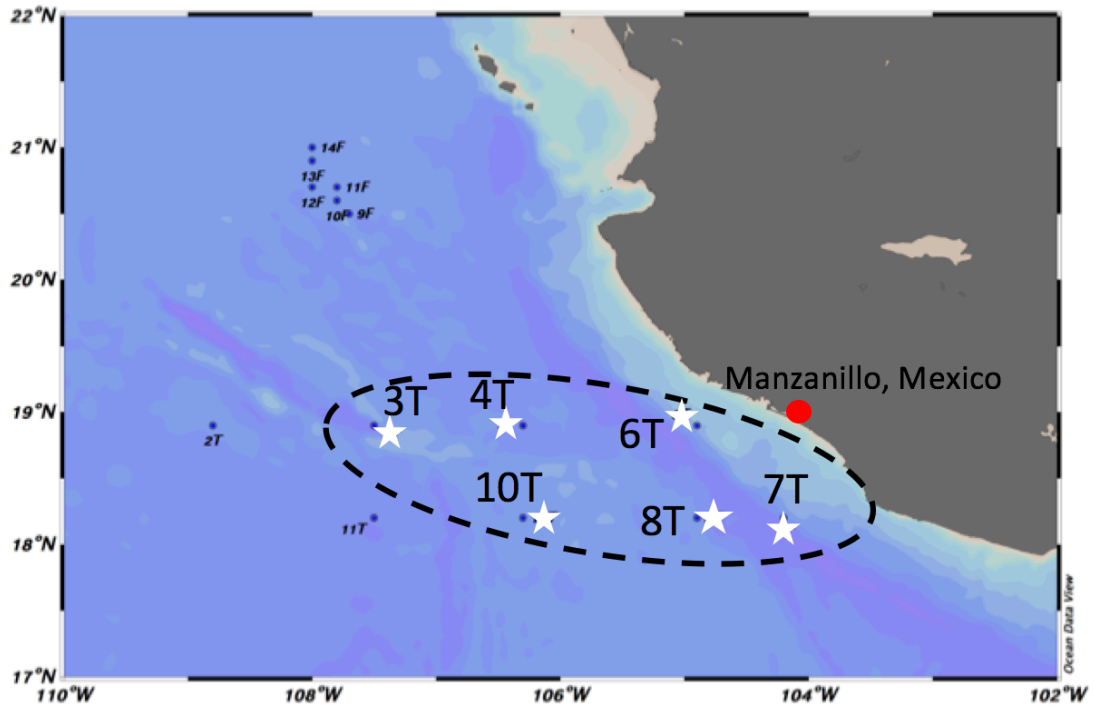 22°N
21°N
14F
13F
11F
12F
10F
9F
20°N
Manzanillo, Mexico
3T
4T
19°N
6T
2T
10T
7T
8T
11T
18°N
Ocean Data View
17°N
110°W
108°W
106°W
104°W
102°W